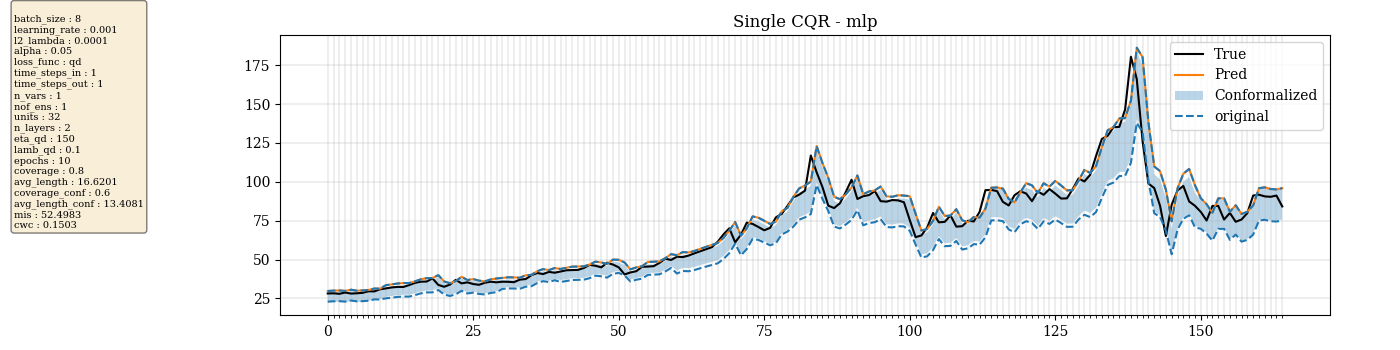 batch_size : 8
learning_rate : 0.001
l2_lambda : 0.0001
alpha : 0.05
loss_func : qd
time_steps_in : 1
time_steps_out : 1
n_vars : 1
nof_ens : 1
units : 32
n_layers : 2
eta_qd : 150
lamb_qd : 0.1
epochs : 10
coverage : 0.8
avg_length : 16.6201
coverage_conf : 0.6
avg_length_conf : 13.4081
mis : 52.4983
cwc : 0.1503
Single CQR - mlp
True
Pred
Conformalized
original
175
150
125
100
75
50
25
0 25 50 75 100 125 150